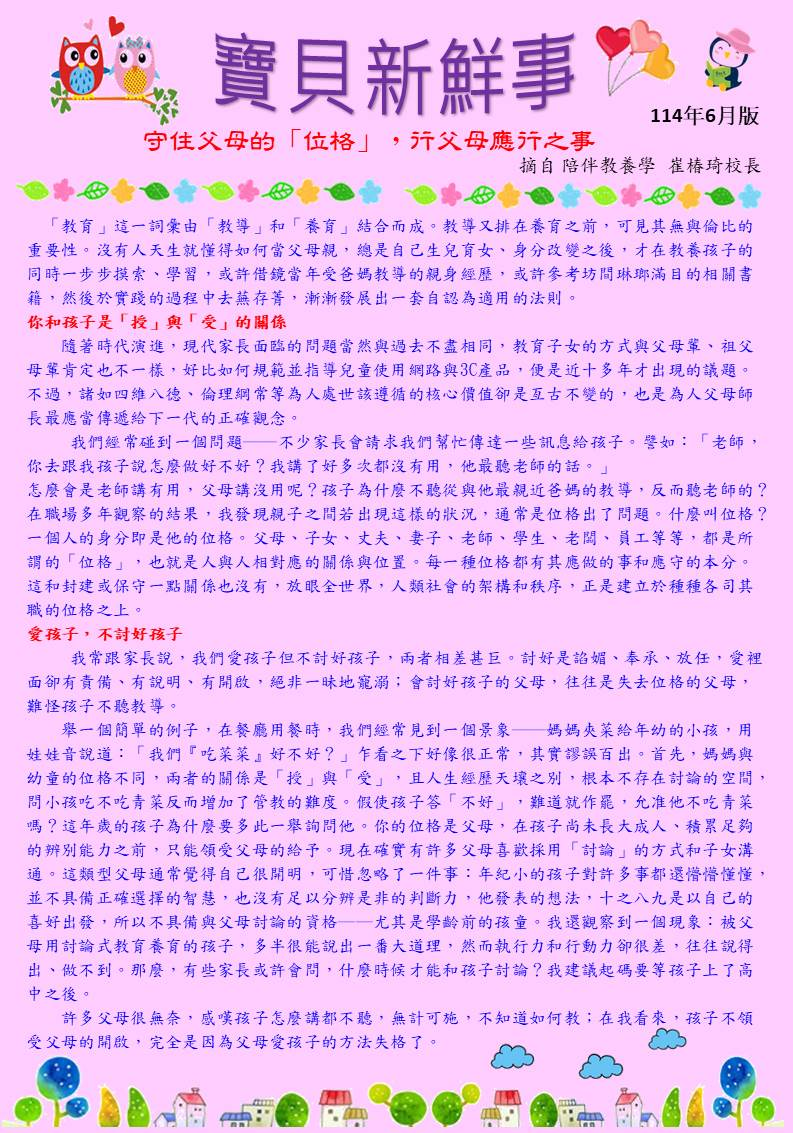 寶貝新鮮事
114年6月版
守住父母的「位格」，行父母應行之事
摘自 陪伴教養學 崔椿琦校長
「教育」這一詞彙由「教導」和「養育」結合而成。教導又排在養育之前，可見其無與倫比的
重要性。沒有人天生就懂得如何當父母親，總是自己生兒育女、身分改變之後，才在教養孩子的
同時一步步摸索、學習，或許借鏡當年受爸媽教導的親身經歷，或許參考坊間琳瑯滿目的相關書
籍，然後於實踐的過程中去蕪存菁，漸漸發展出一套自認為適用的法則。
你和孩子是「授」與「受」的關係
隨著時代演進，現代家長面臨的問題當然與過去不盡相同，教育子女的方式與父母輩、祖父
母輩肯定也不一樣，好比如何規範並指導兒童使用網路與3C產品，便是近十多年才出現的議題。
不過，諸如四維八德、倫理綱常等為人處世該遵循的核心價值卻是亙古不變的，也是為人父母師
長最應當傳遞給下一代的正確觀念。
我們經常碰到一個問題──不少家長會請求我們幫忙傳達一些訊息給孩子。譬如：「老師，
你去跟我孩子說怎麼做好不好？我講了好多次都沒有用，他最聽老師的話。」
怎麼會是老師講有用，父母講沒用呢？孩子為什麼不聽從與他最親近爸媽的教導，反而聽老師的？
在職場多年觀察的結果，我發現親子之間若出現這樣的狀況，通常是位格出了問題。什麼叫位格？
一個人的身分即是他的位格。父母、子女、丈夫、妻子、老師、學生、老闆、員工等等，都是所
謂的「位格」，也就是人與人相對應的關係與位置。每一種位格都有其應做的事和應守的本分。
這和封建或保守一點關係也沒有，放眼全世界，人類社會的架構和秩序，正是建立於種種各司其
職的位格之上。
愛孩子，不討好孩子
我常跟家長說，我們愛孩子但不討好孩子，兩者相差甚巨。討好是諂媚、奉承、放任，愛裡
面卻有責備、有說明、有開啟，絕非一昧地寵溺；會討好孩子的父母，往往是失去位格的父母，
難怪孩子不聽教導。
舉一個簡單的例子，在餐廳用餐時，我們經常見到一個景象──媽媽夾菜給年幼的小孩，用
娃娃音說道：「我們『吃菜菜』好不好？」乍看之下好像很正常，其實謬誤百出。首先，媽媽與
幼童的位格不同，兩者的關係是「授」與「受」，且人生經歷天壤之別，根本不存在討論的空間，
問小孩吃不吃青菜反而增加了管教的難度。假使孩子答「不好」，難道就作罷，允准他不吃青菜
嗎？這年歲的孩子為什麼要多此一舉詢問他。你的位格是父母，在孩子尚未長大成人、積累足夠
的辨別能力之前，只能領受父母的給予。現在確實有許多父母喜歡採用「討論」的方式和子女溝
通。這類型父母通常覺得自己很開明，可惜忽略了一件事：年紀小的孩子對許多事都還懵懵懂懂，
並不具備正確選擇的智慧，也沒有足以分辨是非的判斷力，他發表的想法，十之八九是以自己的
喜好出發，所以不具備與父母討論的資格──尤其是學齡前的孩童。我還觀察到一個現象：被父
母用討論式教育養育的孩子，多半很能說出一番大道理，然而執行力和行動力卻很差，往往說得
出、做不到。那麼，有些家長或許會問，什麼時候才能和孩子討論？我建議起碼要等孩子上了高
中之後。
許多父母很無奈，感嘆孩子怎麼講都不聽，無計可施，不知道如何教；在我看來，孩子不領
受父母的開啟，完全是因為父母愛孩子的方法失格了。